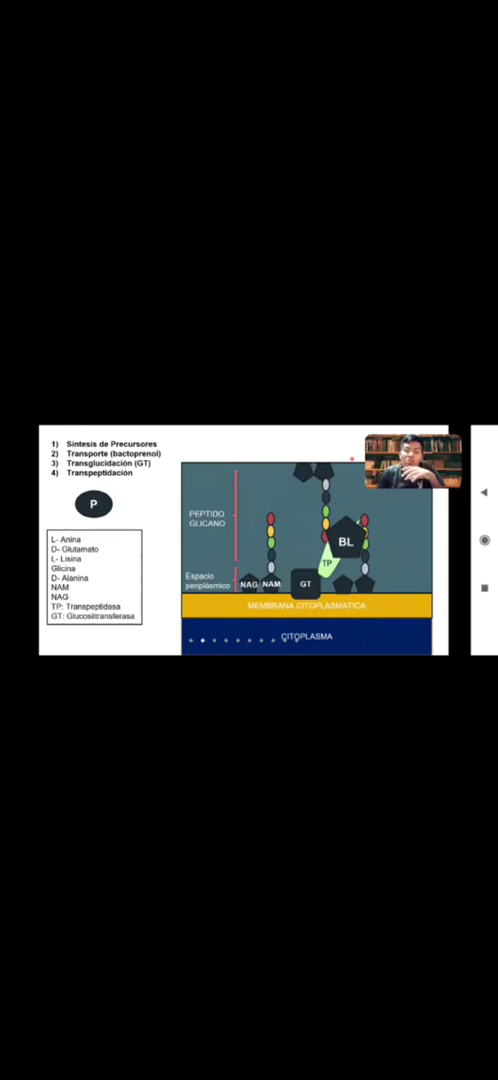 1) Sintesis de Precursores
2) Transporte (bactoprenol)
3) Transglucidación (GT)
4) Transpeptidación
P
L- Anina
D- Glutamato
L- Lisina
Glicina
D- Alanina
NAM
NAG
TP: Transpeptidasa
GT: Glucosiltransferasa
PEPTIDO
GLICANO
BL
TP
Espacio
periplásmico
NAG NAM
GT
MEMBRANA CITOPLASMATICA
CITOPLASMA